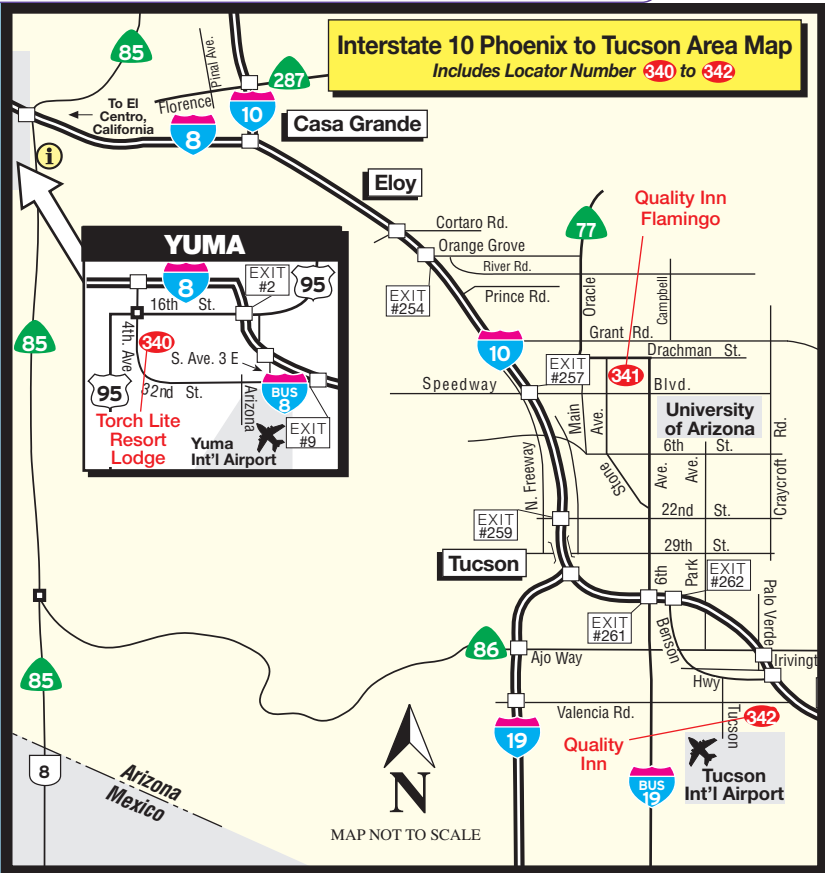 Interstate 10 Phoenix to Tucson Area Map
Includes Locator Number 340 to 342
85
Pinal Ave.
287
Florence
To El
Centro,
California
8
10
Casa Grande
i
Eloy
Cortaro Rd.
Orange Grove
River Rd.
Prince Rd.
EXIT
#254
77
Quality Inn
Flamingo
Oracle
Campbell
Grant Rd.
Drachman St.
10
EXIT
#257
341
Speedway
Blvd.
University
of Arizona
Main
Ave.
6th St.
Rd.
Craycroft
N. Freeway
Stone
Ave.
Ave.
22nd St.
EXIT
#259
29th St.
Tucson
6th
Park
EXIT
#262
EXIT
#261
Palo Verde
Benson
Hwy
86
Ajo Way
Irivingt
Valencia Rd.
Tucson
342
19
Quality
Inn
BUS
19
Tucson
Int'l Airport
YUMA
8
EXIT
#2
95
16th St.
4th. Ave
340
S. Ave. 3 E
95
32nd St.
BUS
8
Arizona
EXIT
#9
Torch Lite
Resort
Lodge
Yuma
Int'l Airport
85
85
8
Arizona
Mexico
N
MAP NOT TO SCALE